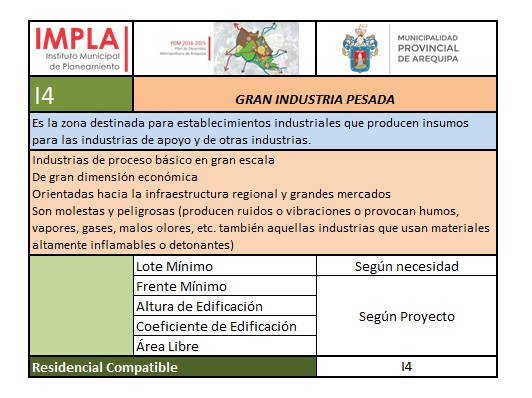 IMPLA
Instituto Municipal
de Planeamiento
PDM 2016-2025
Plan de Desarrollo
Metropolitano de Arequipa
MUNICIPALIDAD
PROVINCIAL
DE AREQUIPA
I4
GRAN INDUSTRIA PESADA
Es la zona destinada para establecimientos industriales que producen insumos
para las industrias de apoyo y de otras industrias.
Industrias de proceso básico en gran escala
De gran dimensión económica
Orientadas hacia la infraestructura regional y grandes mercados
Son molestas y peligrosas (producen ruidos o vibraciones o provocan humos,
vapores, gases, malos olores, etc. también aquellas industrias que usan materiales
altamente inflamables o detonantes)
Lote Mínimo
Según necesidad
Frente Mínimo
Altura de Edificación
Coeficiente de Edificación
Área Libre
Según Proyecto
Residencial Compatible
I4